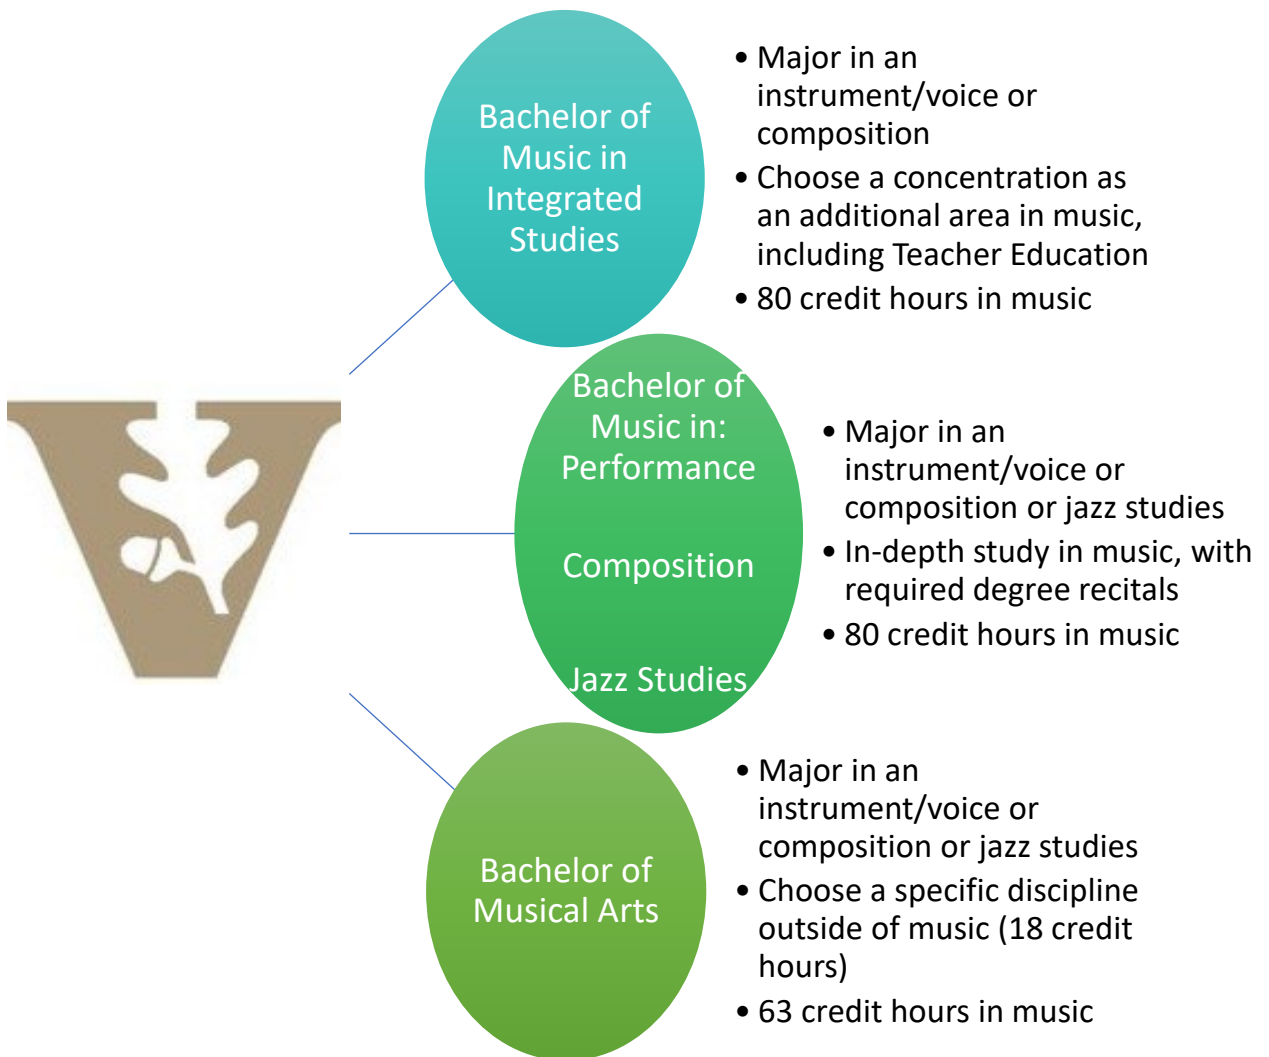 Bachelor of
Music in
Integrated
Studies
• Major in an
instrument/voice or
composition
• Choose a concentration as
an additional area in music,
including Teacher Education
• 80 credit hours in music
Bachelor of
Music in:
Performance
Composition
Jazz Studies
• Major in an
instrument/voice or
composition or jazz studies
• In-depth study in music, with
required degree recitals
• 80 credit hours in music
Bachelor of
Musical Arts
• Major in an
instrument/voice or
composition or jazz studies
• Choose a specific discipline
outside of music (18 credit
hours)
• 63 credit hours in music